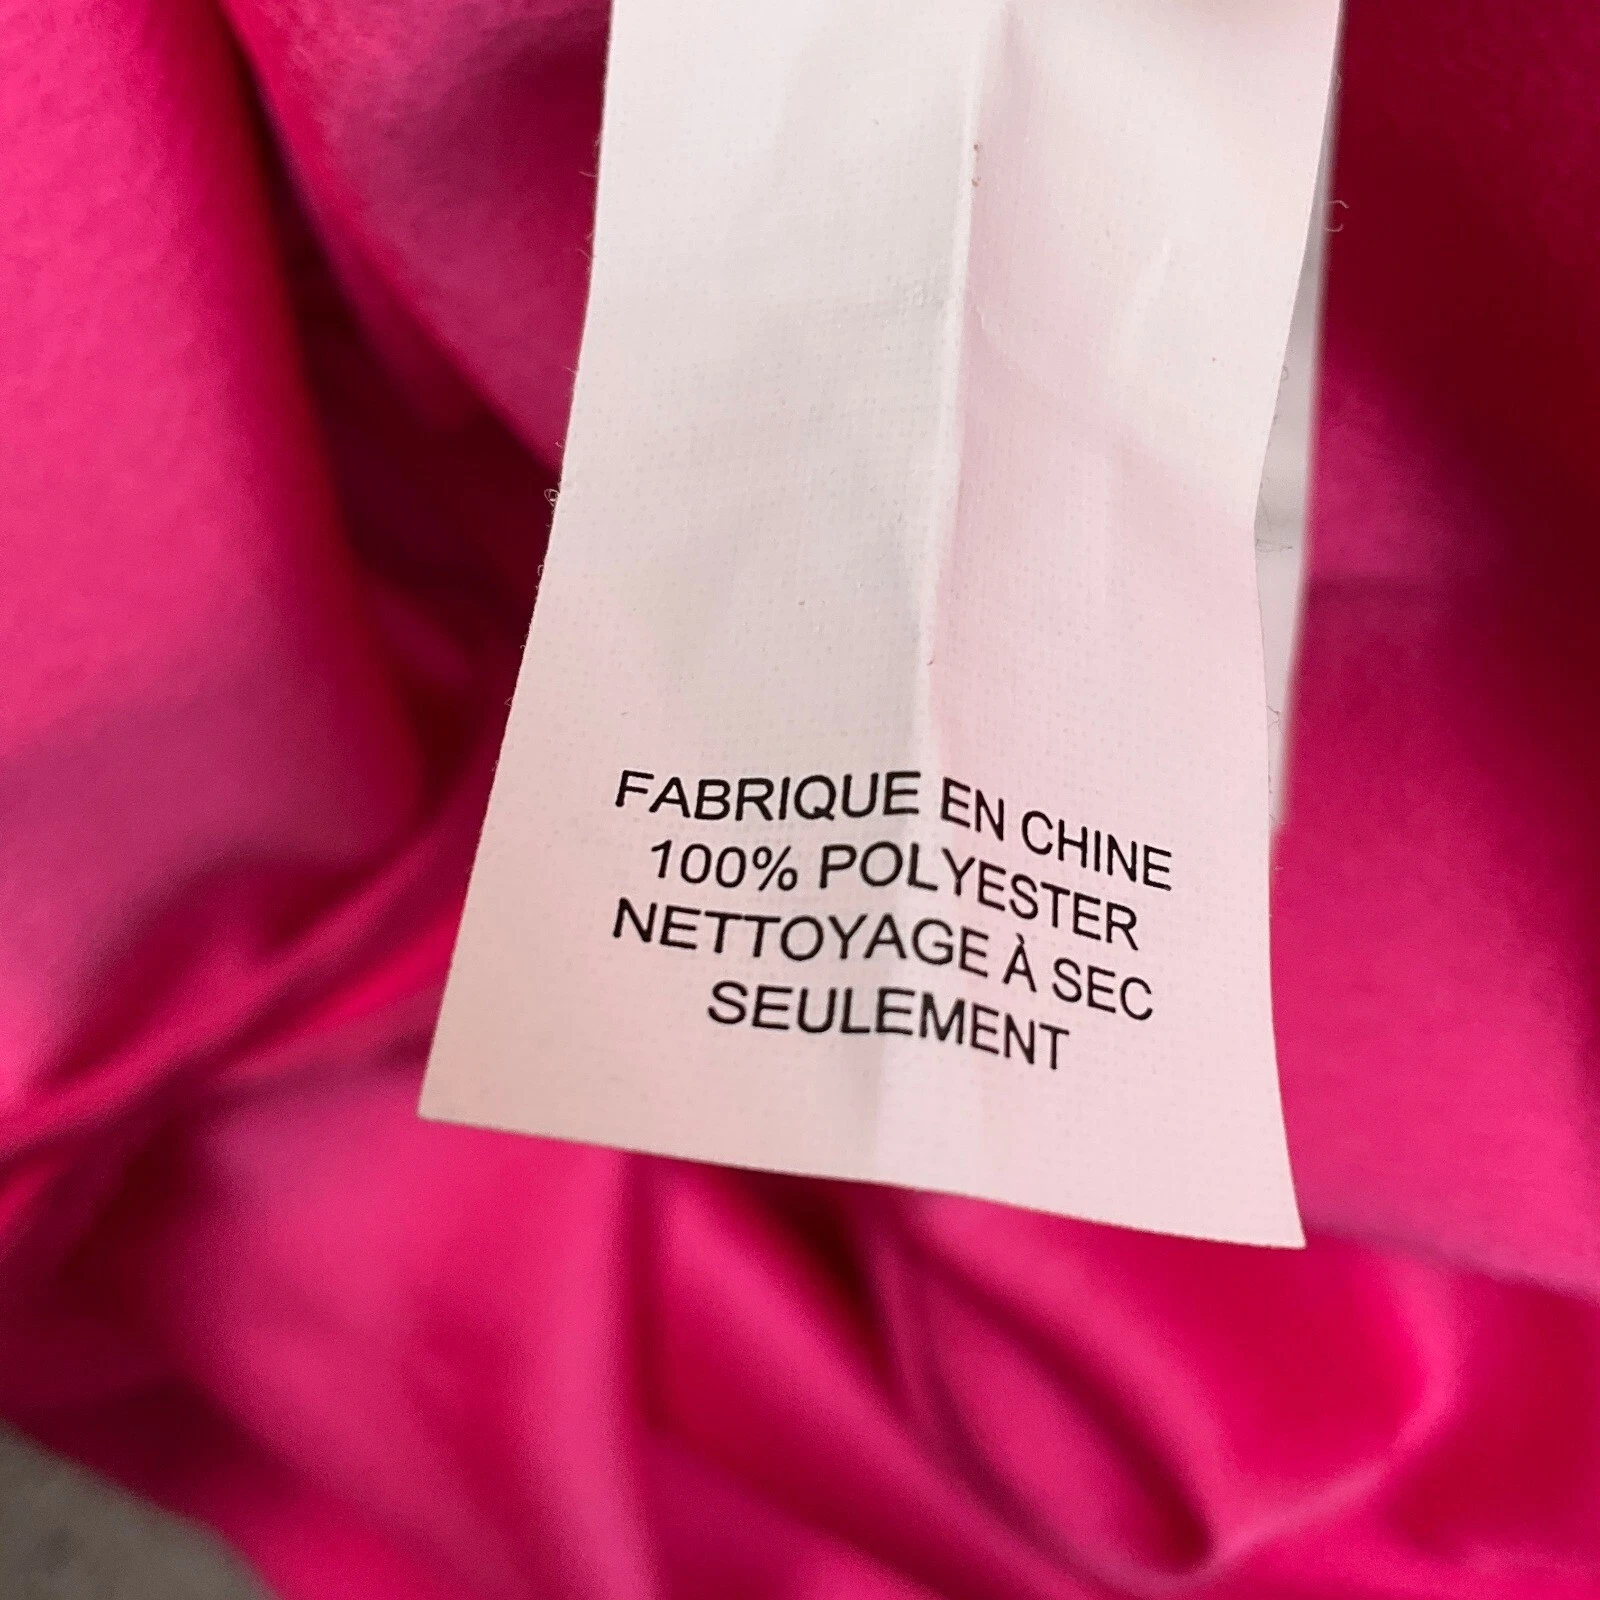 FABRIQUE EN CHINE
100% POLYESTER
NETTOYAGE À SEC
SEULEMENT